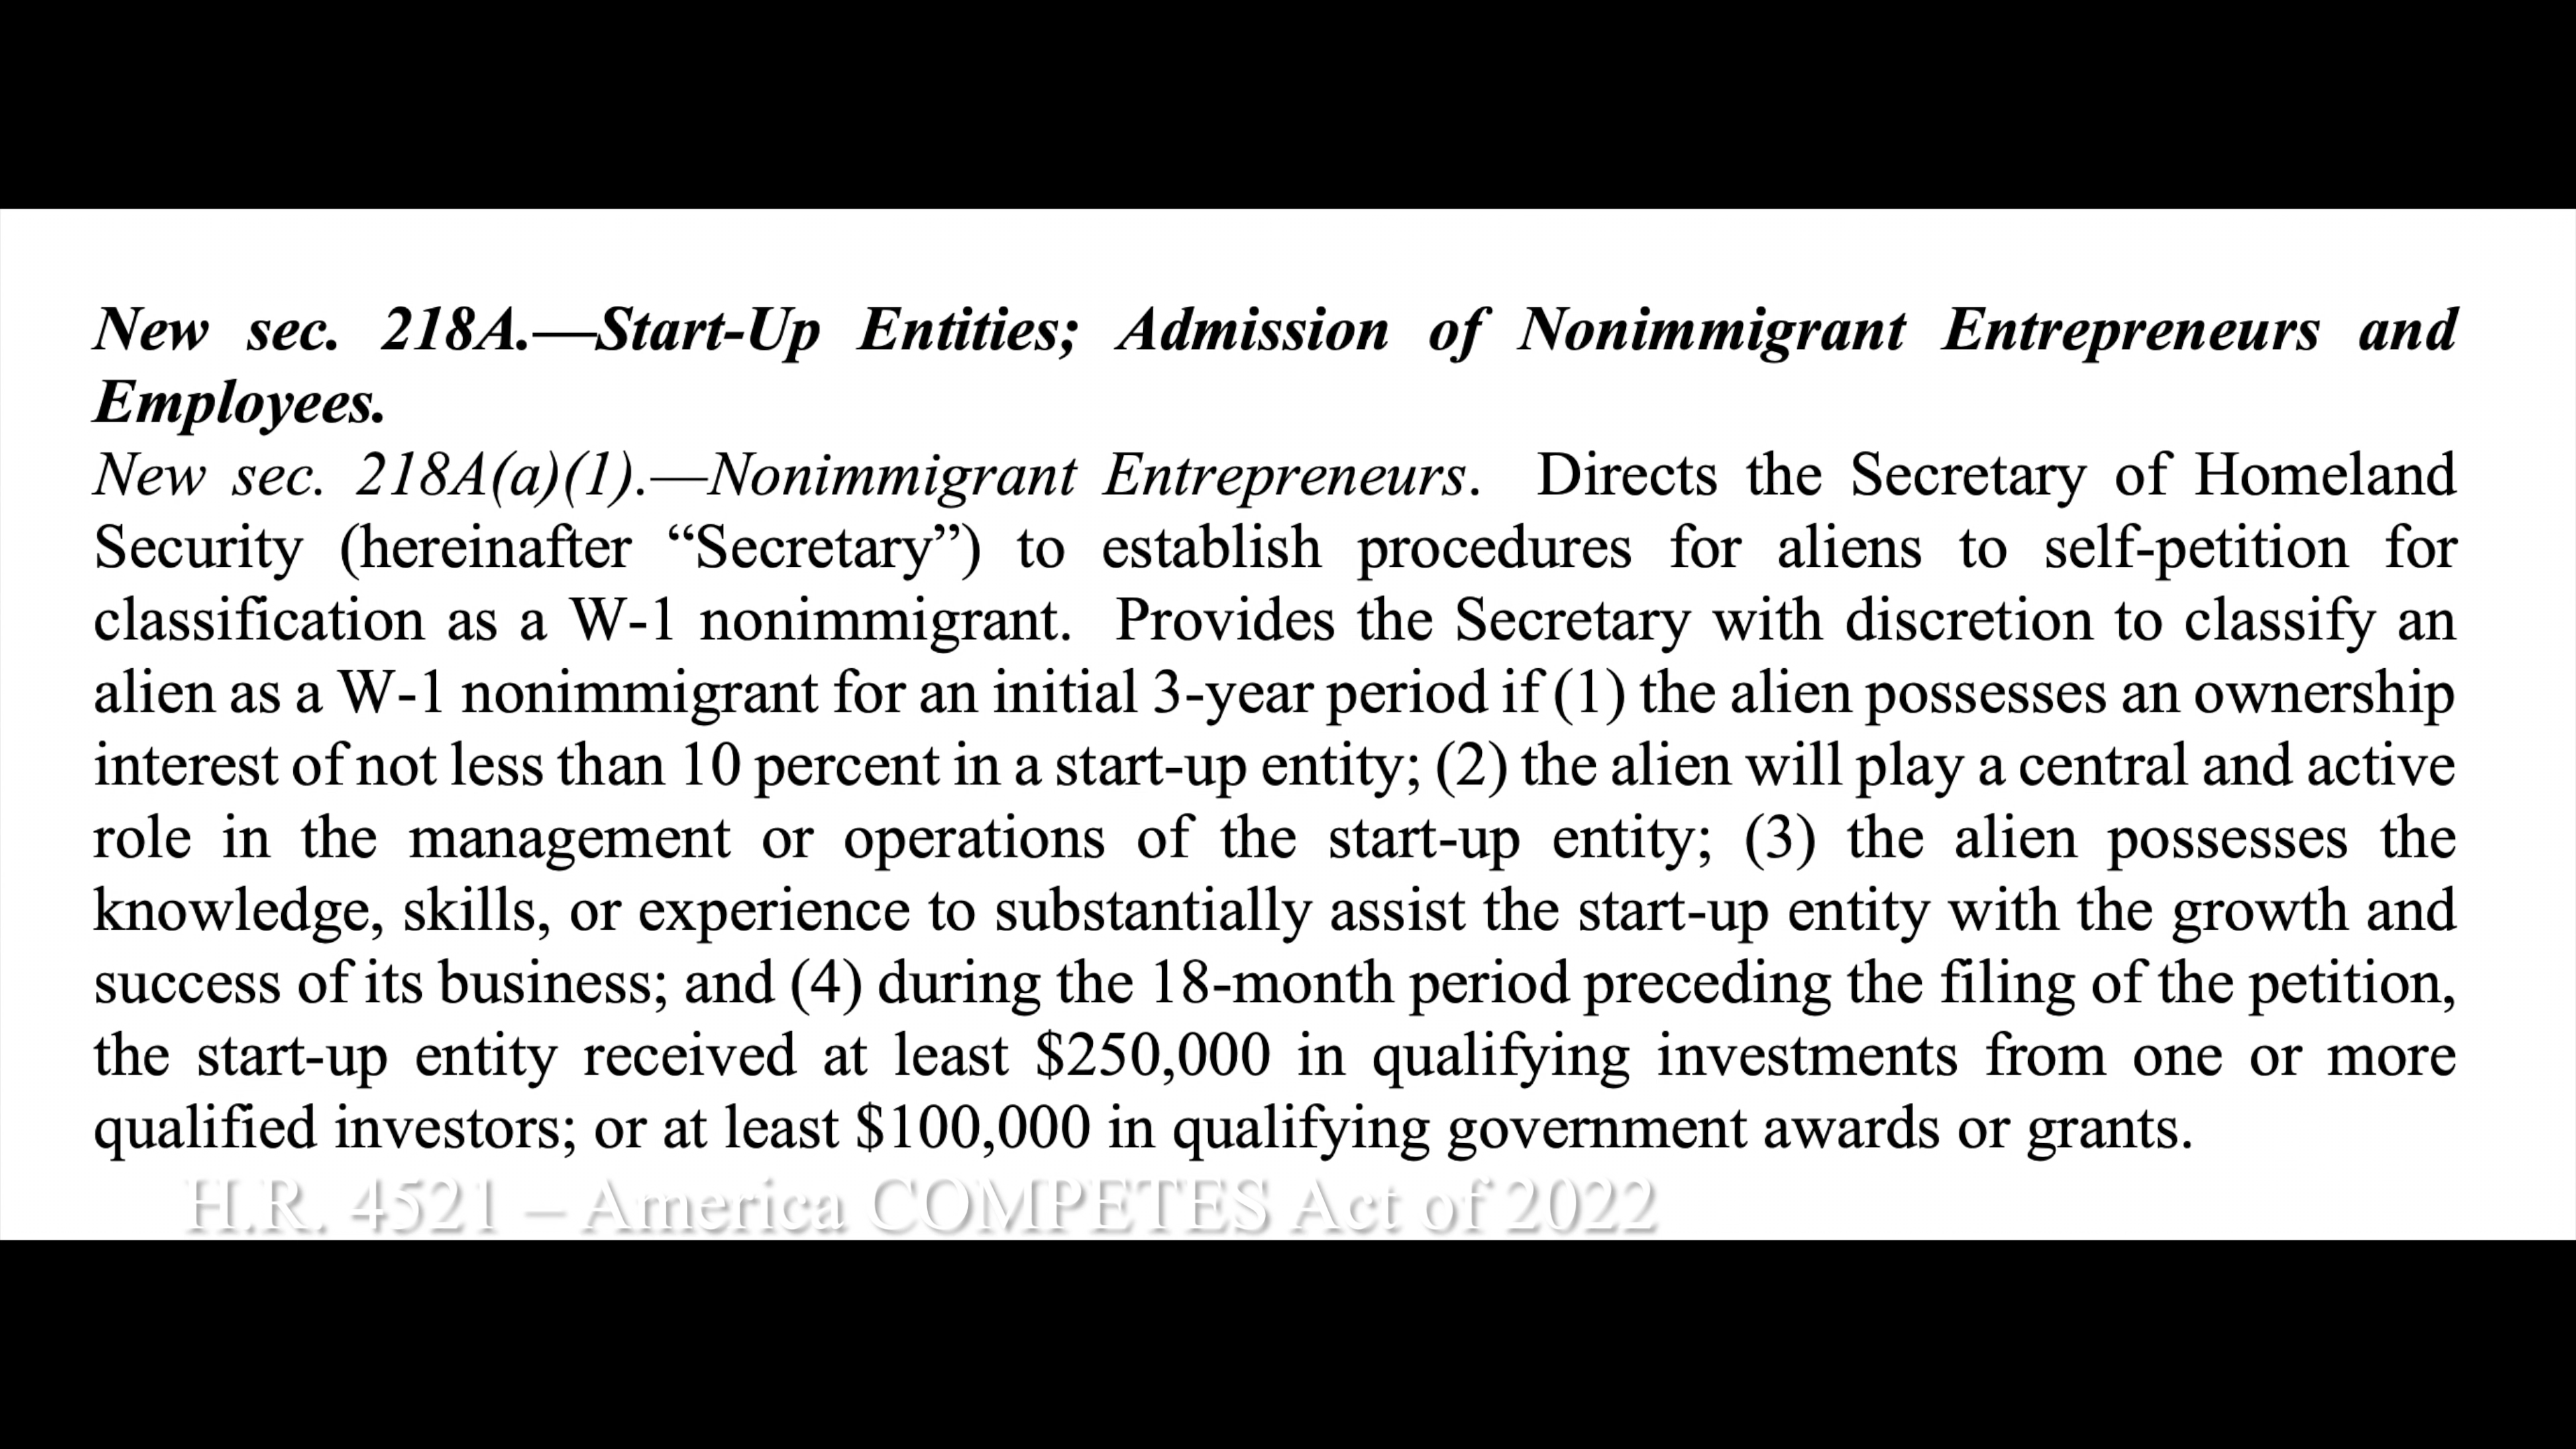 New sec. 218A.—Start-Up Entities; Admission of Nonimmigrant Entrepreneurs and
Employees.
New sec. 218A(a)(1).—Nonimmigrant Entrepreneurs. Directs the Secretary of Homeland
Security (hereinafter “Secretary”) to establish procedures for aliens to self-petition for
classification as a W-1 nonimmigrant. Provides the Secretary with discretion to classify an
alien as a W-1 nonimmigrant for an initial 3-year period if (1) the alien possesses an ownership
interest of not less than 10 percent in a start-up entity; (2) the alien will play a central and active
role in the management or operations of the start-up entity; (3) the alien possesses the
knowledge, skills, or experience to substantially assist the start-up entity with the growth and
success of its business; and (4) during the 18-month period preceding the filing of the petition,
the start-up entity received at least $250,000 in qualifying investments from one or more
qualified investors; or at least $100,000 in qualifying government awards or grants.
H.R. 4521 – America COMPETES Act of 2022